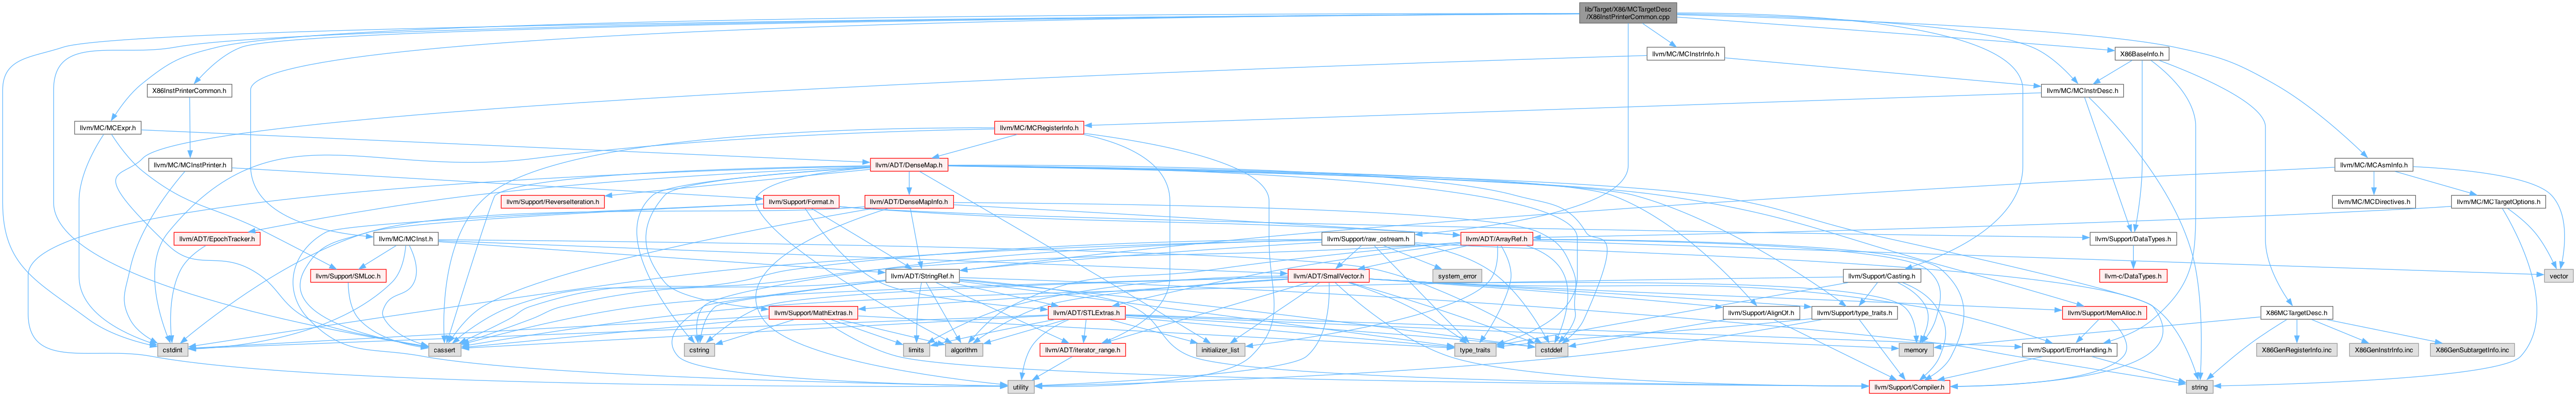 lib/Target/X86/MCTargetDesc
/X86InstPrinterCommon.cpp
llvm/MC/MCInstrInfo.h
X86BaseInfo.h
X86InstPrinterCommon.h
llvm/MC/MCInstrDesc.h
llvm/MC/MCExpr.h
llvm/MC/MCRegisterInfo.h
llvm/MC/MCInstPrinter.h
llvm/ADT/DenseMap.h
llvm/MC/MCAsmInfo.h
llvm/Support/ReverseIteration.h
llvm/Support/Format.h
llvm/ADT/DenseMapInfo.h
llvm/MC/MCDirectives.h
llvm/MC/MCTargetOptions.h
llvm/ADT/EpochTracker.h
llvm/MC/MCInst.h
llvm/Support/raw_ostream.h
llvm/ADT/ArrayRef.h
llvm/Support/DataTypes.h
llvm/Support/SMLoc.h
llvm/ADT/StringRef.h
system_error
llvm/ADT/SmallVector.h
llvm/Support/Casting.h
llvm-c/DataTypes.h
vector
llvm/Support/MathExtras.h
llvm/ADT/STLExtras.h
llvm/Support/AlignOf.h
llvm/Support/type_traits.h
llvm/Support/MemAlloc.h
X86MCTargetDesc.h
cstdint
cassert
cstring
limits
algorithm
llvm/ADT/iterator_range.h
initializer_list
type_traits
cstddef
memory
llvm/Support/ErrorHandling.h
X86GenRegisterInfo.inc
X86GenInstrInfo.inc
X86GenSubtargetInfo.inc
utility
llvm/Support/Compiler.h
string